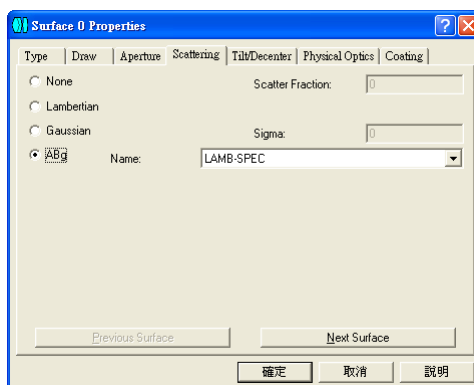 Surface 0 Properties
Type Draw Aperture Scattering Tilt/Decenter Physical Optics Coating
None Scatter Fraction: 0
Lambertian
Gaussian Sigma: 0
ABg Name: LAMB-SPEC
Previous Surface Next Surface
確定 取消 說明